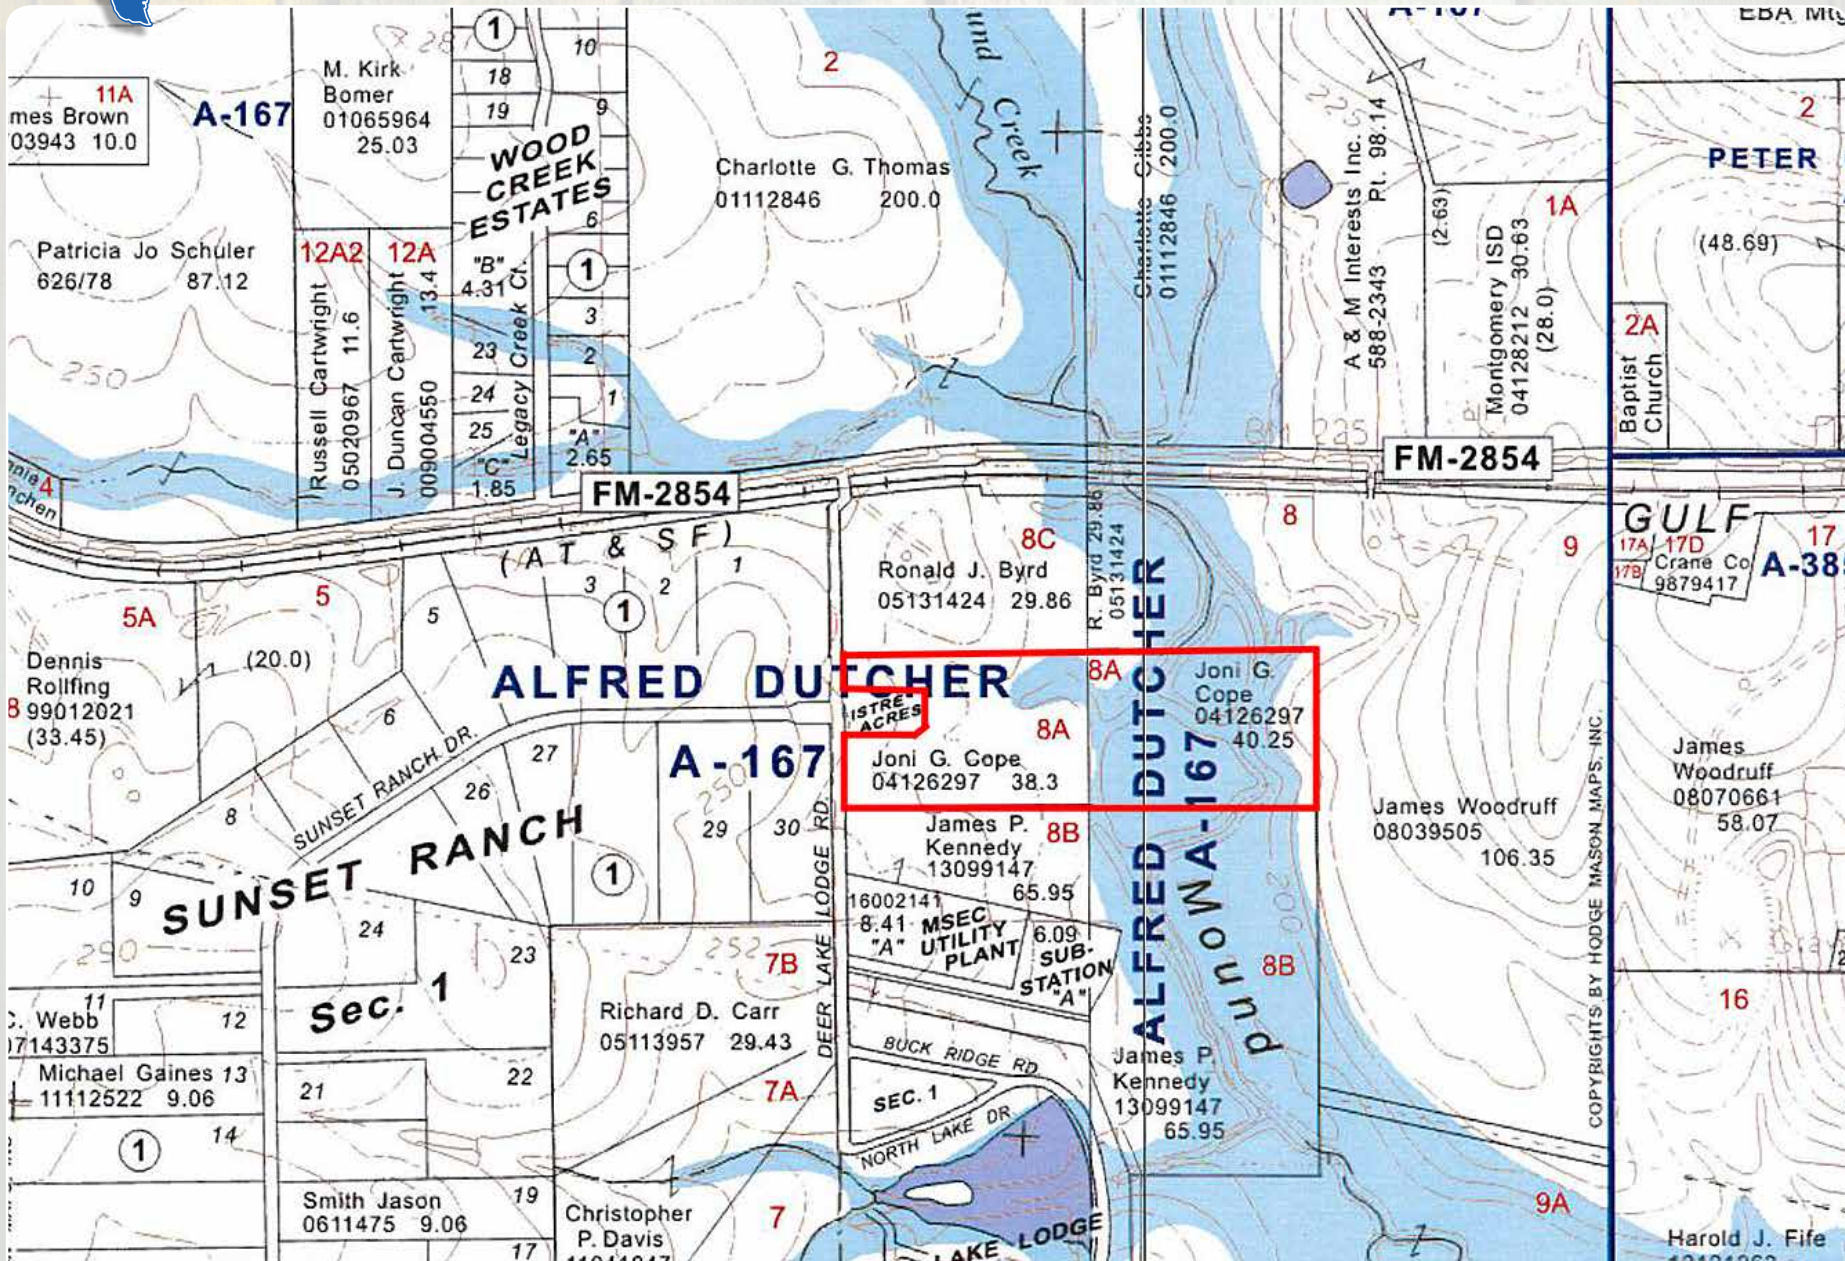 11A
mes Brown
03943 10.0
A-167
M. Kirk
Bomer
01065964
25.03
1
18
19
10
9
WOOD
CREEK
ESTATES
6
2
Charlotte G. Thomas
01112846 200.0
Creek
Charlotte Gibbs
01112846 200.0
A & M Interests Inc.
588-2343 Pt. 98.14
(2.63)
1A
Montgomery ISD
04128212 30.63
(28.0)
2
PETER
(48.69)
2A
Baptist
Church
Patricia Jo Schuler
626/78 87.12
250
12A2
Russell Cartwright
050520967 11.6
12A
J. Duncan Cartwright
0090904550 13.4
"B"
4.31
Legacy Creek Ct.
1
3
2
1
23
24
25
"C"
1.85
"A"
2.65
4
FM-2854
FM-2854
(AT & SF)
GULF
17A
17D
17
17B
Crane Co
9879417
5A
5
5
3
2
1
1
8C
Ronald J. Byrd
05131424 29.86
R. Byrd 29.86
05131424
8
9
Dennis
Rollfing
99012021
(33.45)
8
(20.0)
ALFRED DUTCHER
A-167
ISTRE
ACRES
8A
Joni G. Cope
04126297 38.3
8A
Joni G.
Cope
04126297
40.25
ALFRED DUTCHER
A-167
6
SUNSET RANCH DR.
27
26
8
250
29
30
1
DEER LAKE LODGE RD.
SUNSET RANCH
Sec. 1
James P.
Kennedy
13099147
65.95
8B
16002141
8.41
"A"
MSEC
UTILITY
PLANT
6.09
SUB-
STATION
"A"
Mound
8B
200
James Woodruff
08039505
106.35
COPYRIGHTS BY HODGE MASON MAPS, INC.
James
Woodruff
08070661
58.07
16
10
9
24
23
252
7B
Richard D. Carr
05113957 29.43
7A
11
12
Webb
07143375
Michael Gaines 13
11112522 9.06
1
14
21
22
BUCK RIDGE RD
SEC. 1
NORTH LAKE DR
James P.
Kennedy
13099147
65.95
Smith Jason
0611475 9.06
19
17
Christopher
P. Davis
7
LAKE LODGE
9A
Harold J. Fife